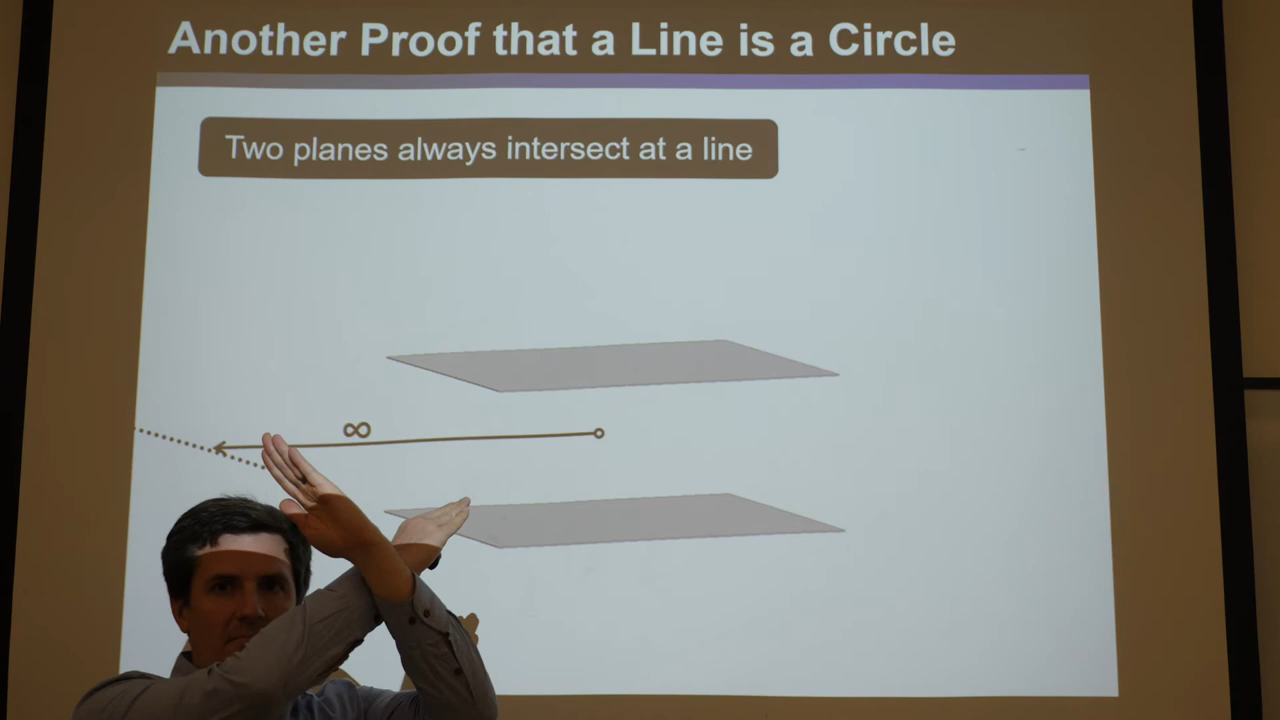 Another Proof that a Line is a Circle
Two planes always intersect at a line
∞